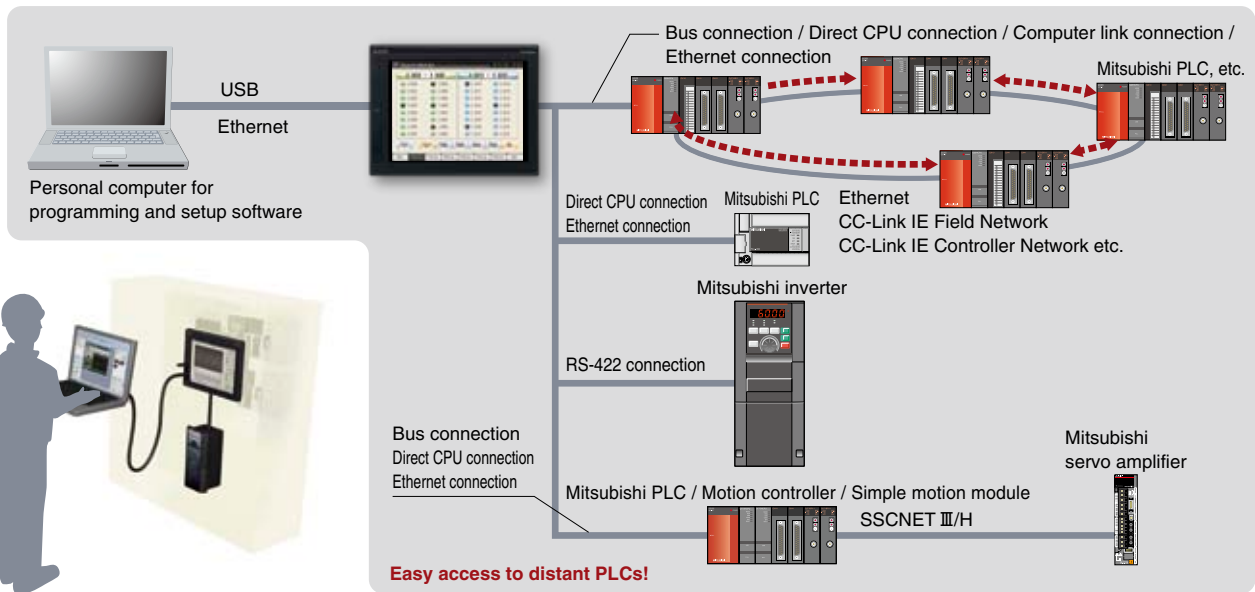 Bus connection / Direct CPU connection / Computer link connection /
Ethernet connection
Mitsubishi PLC, etc.
USB
Ethernet
Personal computer for
programming and setup software
Direct CPU connection
Ethernet connection
Mitsubishi PLC
Ethernet
CC-Link IE Field Network
CC-Link IE Controller Network etc.
Mitsubishi inverter
6000
RS-422 connection
Bus connection
Direct CPU connection
Ethernet connection
Mitsubishi PLC / Motion controller / Simple motion module
SSCNET Ⅲ/H
Mitsubishi
servo amplifier
Easy access to distant PLCs!